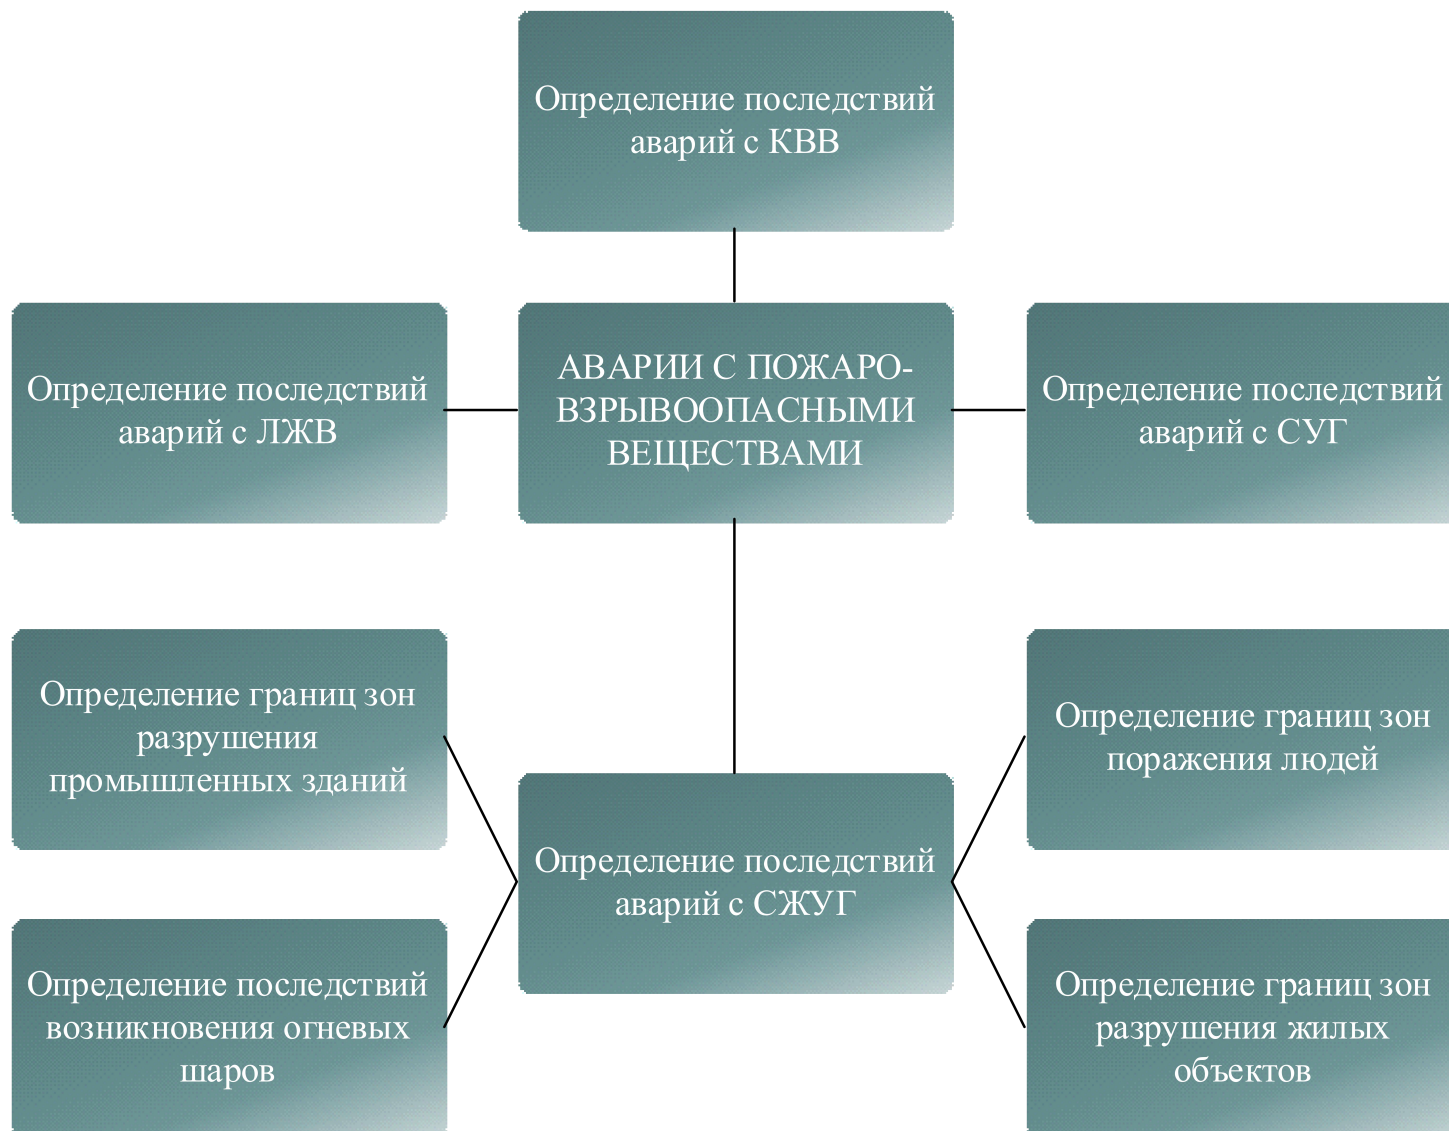 Определение последствий
аварий с КВВ
Определение последствий
аварий с ЛЖВ
АВАРИИ С ПОЖАРО-
ВЗРЫВООПАСНЫМИ
ВЕЩЕСТВАМИ
Определение последствий
аварий с СУГ
Определение границ зон
разрушения
промышленных зданий
Определение границ зон
поражения людей
Определение последствий
аварий с СЖУГ
Определение последствий
возникновения огневых
шаров
Определение границ зон
разрушения жилых
объектов